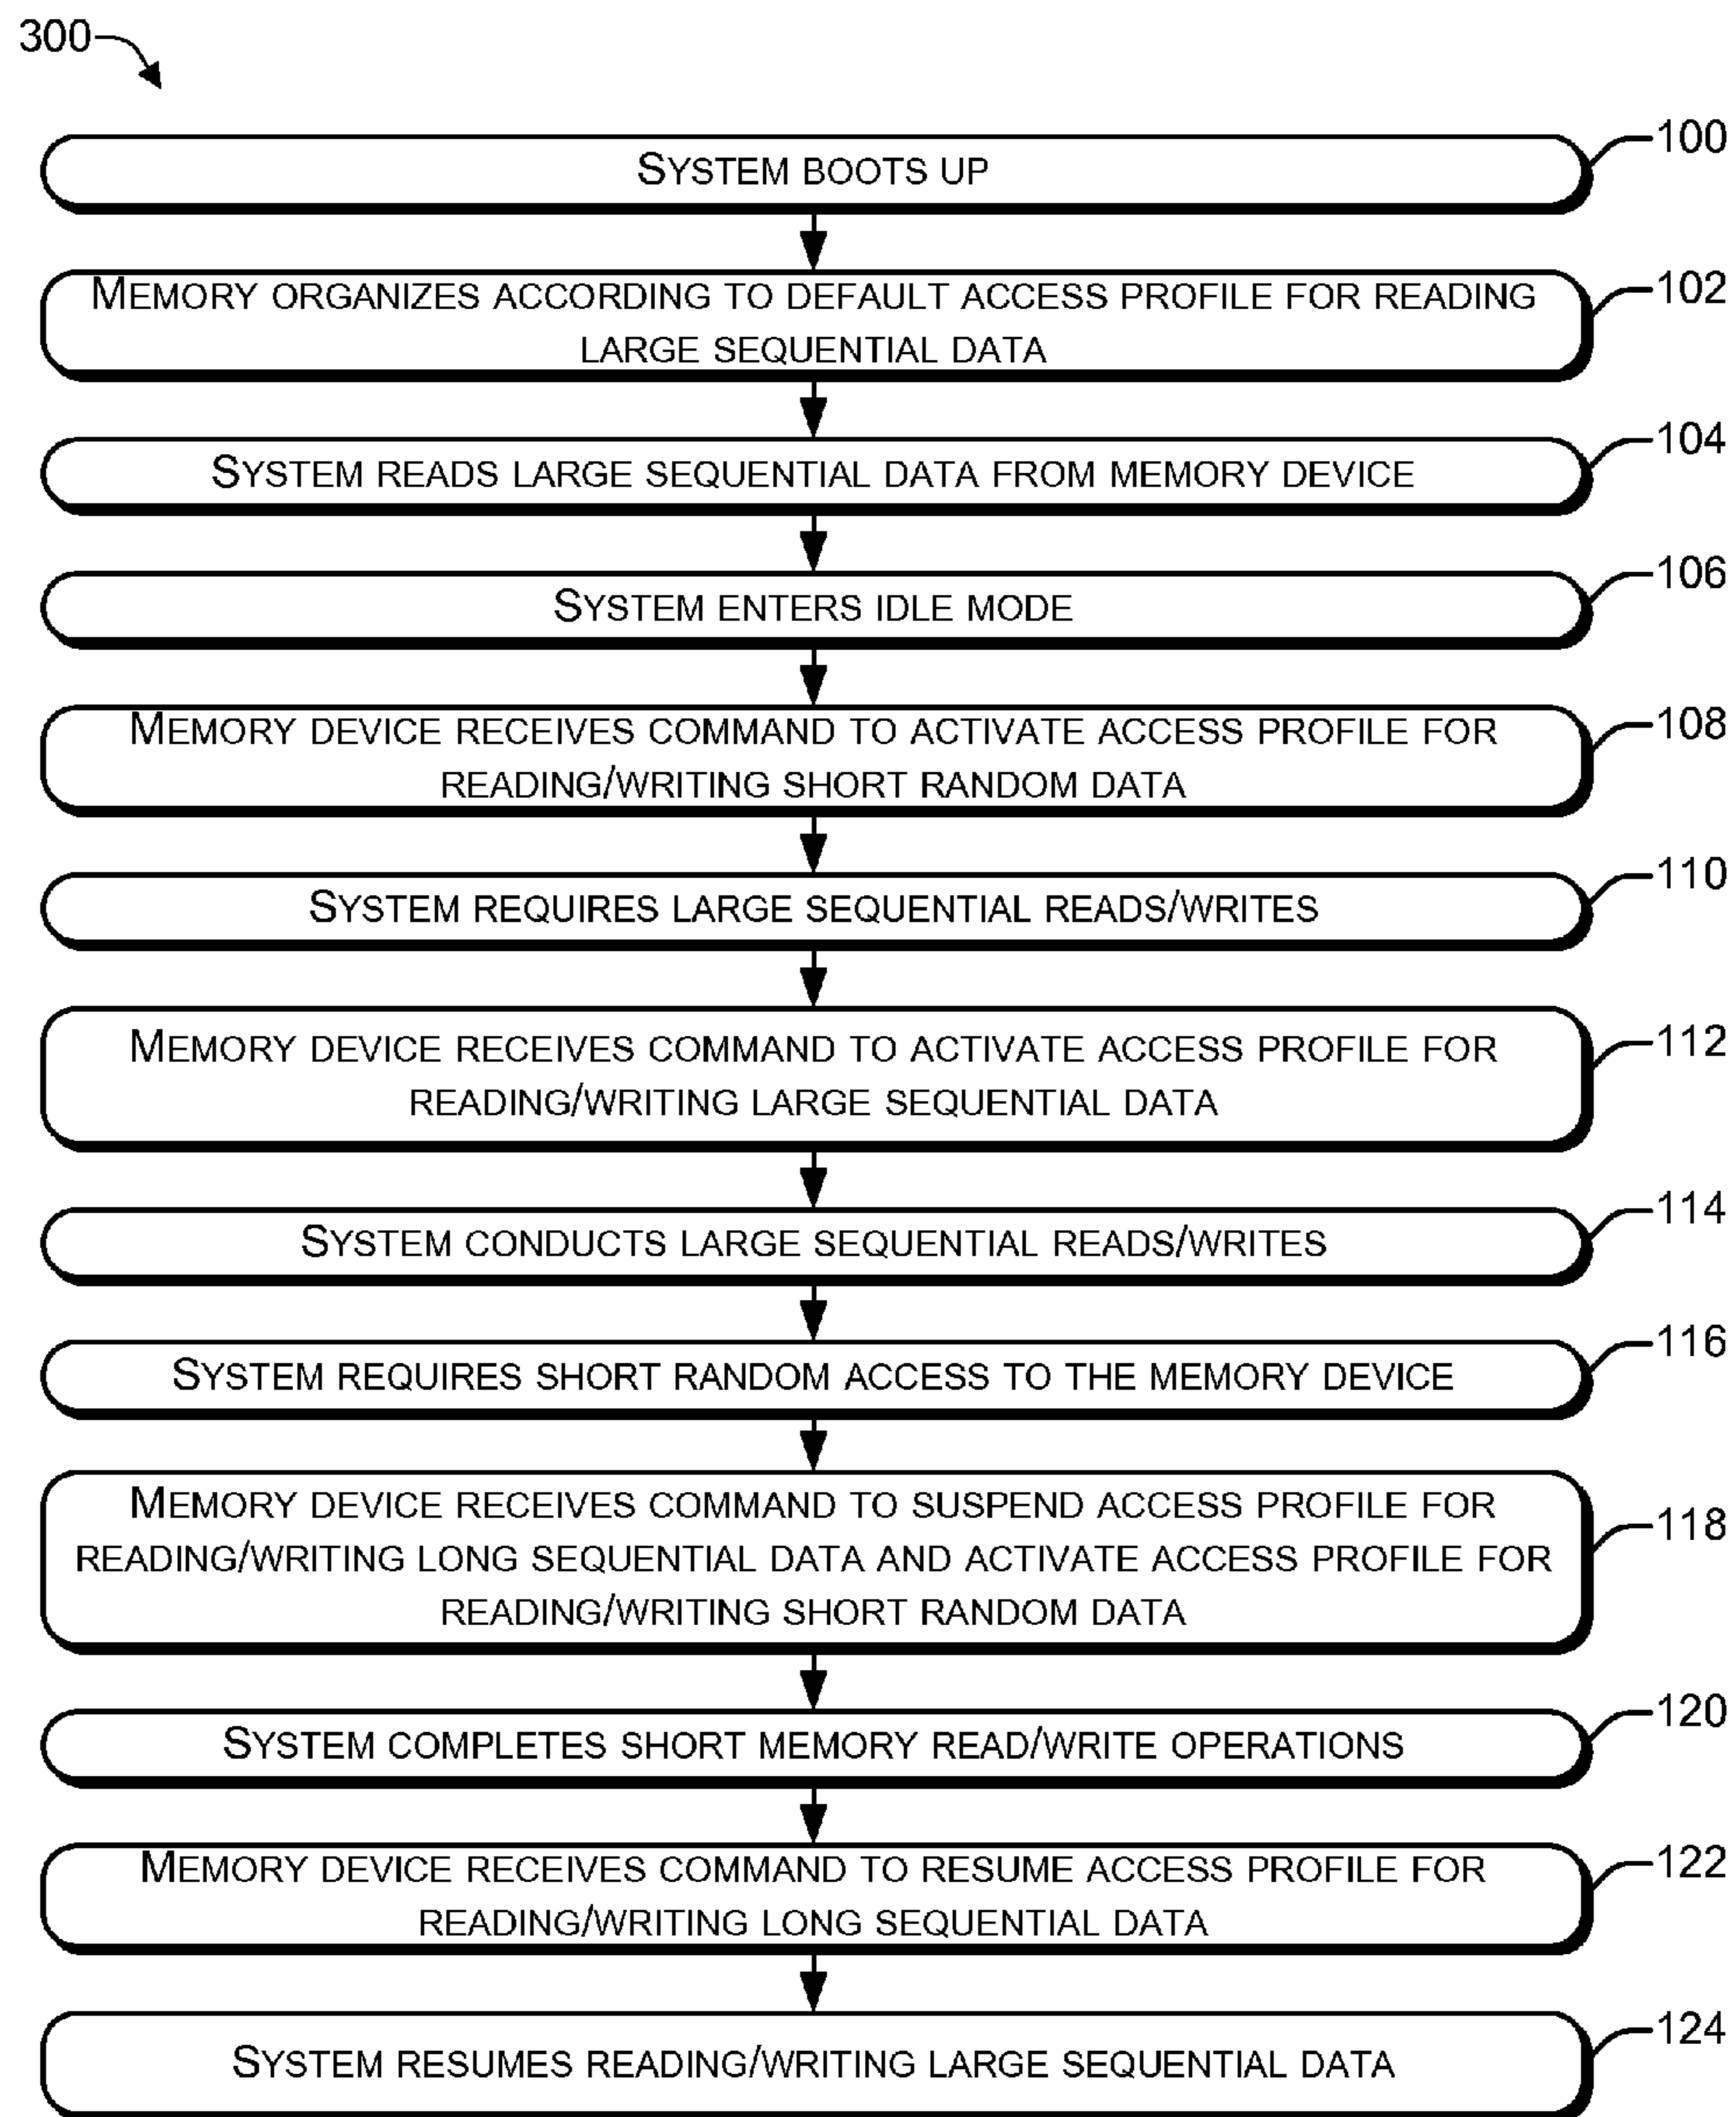 300
100
SYSTEM BOOTS UP
102
MEMORY ORGANIZES ACCORDING TO DEFAULT ACCESS PROFILE FOR READING
LARGE SEQUENTIAL DATA
104
SYSTEM READS LARGE SEQUENTIAL DATA FROM MEMORY DEVICE
106
SYSTEM ENTERS IDLE MODE
108
MEMORY DEVICE RECEIVES COMMAND TO ACTIVATE ACCESS PROFILE FOR
READING/WRITING SHORT RANDOM DATA
110
SYSTEM REQUIRES LARGE SEQUENTIAL READS/WRITES
112
MEMORY DEVICE RECEIVES COMMAND TO ACTIVATE ACCESS PROFILE FOR
READING/WRITING LARGE SEQUENTIAL DATA
114
SYSTEM CONDUCTS LARGE SEQUENTIAL READS/WRITES
116
SYSTEM REQUIRES SHORT RANDOM ACCESS TO THE MEMORY DEVICE
118
MEMORY DEVICE RECEIVES COMMAND TO SUSPEND ACCESS PROFILE FOR
READING/WRITING LONG SEQUENTIAL DATA AND ACTIVATE ACCESS PROFILE FOR
READING/WRITING SHORT RANDOM DATA
120
SYSTEM COMPLETES SHORT MEMORY READ/WRITE OPERATIONS
122
MEMORY DEVICE RECEIVES COMMAND TO RESUME ACCESS PROFILE FOR
READING/WRITING LONG SEQUENTIAL DATA
124
SYSTEM RESUMES READING/WRITING LARGE SEQUENTIAL DATA